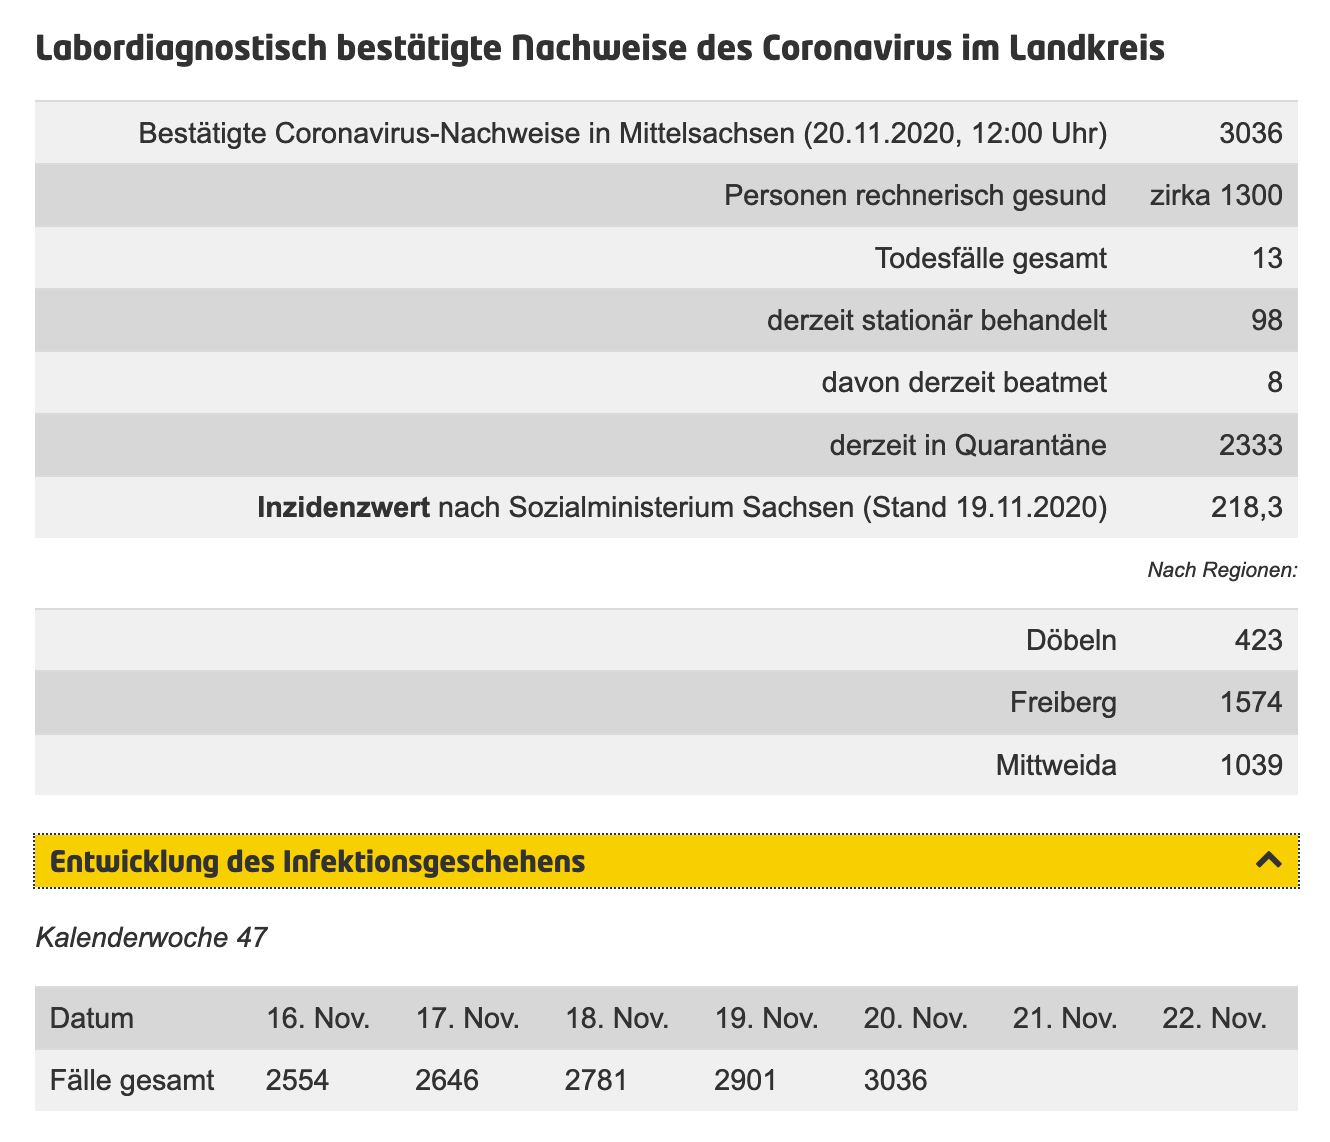 Labordiagnostisch bestätigte Nachweise des Coronavirus im Landkreis
Bestätigte Coronavirus-Nachweise in Mittelsachsen (20.11.2020, 12:00 Uhr) 3036
Personen rechnerisch gesund zirka 1300
Todesfälle gesamt 13
derzeit stationär behandelt 98
davon derzeit beatmet 8
derzeit in Quarantäne 2333
Inzidenzwert nach Sozialministerium Sachsen (Stand 19.11.2020) 218,3
Nach Regionen:
Döbeln 423
Freiberg 1574
Mittweida 1039
Entwicklung des Infektionsgeschehens
Kalenderwoche 47
Datum 16. Nov. 17. Nov. 18. Nov. 19. Nov. 20. Nov. 21. Nov. 22. Nov.
Fälle gesamt 2554 2646 2781 2901 3036